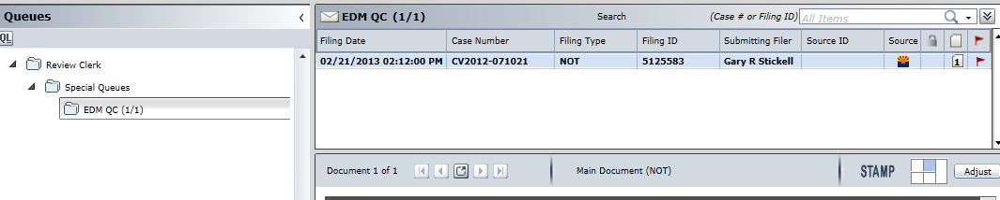 Queues
QL
Review Clerk
Special Queues
EDM QC (1/1)
EDM QC (1/1) Search (Case # or Filing ID) All Items
Filing Date Case Number Filing Type Filing ID Submitting Filer Source ID Source
02/21/2013 02:12:00 PM CV2012-071021 NOT 5125583 Gary R Stickell 1
Document 1 of 1 Main Document (NOT) STAMP Adjust